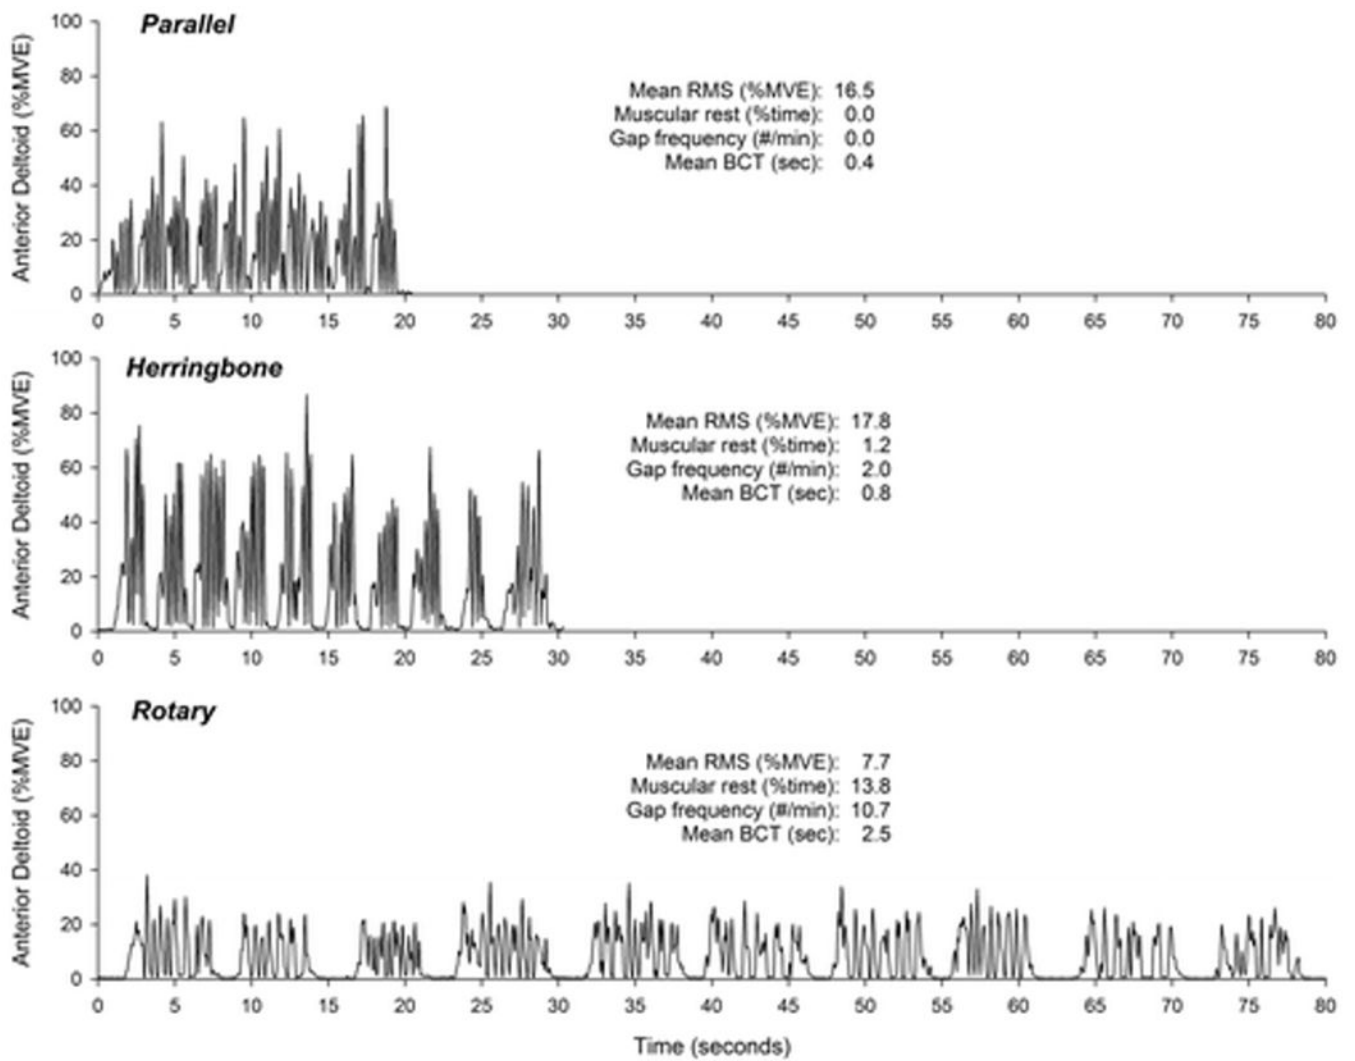 Parallel
Anterior Deltoid (%MVE)
100
80
60
40
20
0
Mean RMS (%MVE): 16.5
Muscular rest (%time): 0.0
Gap frequency (#/min): 0.0
Mean BCT (sec): 0.4
0 5 10 15 20 25 30 35 40 45 50 55 60 65 70 75 80
Herringbone
Anterior Deltoid (%MVE)
100
80
60
40
20
0
Mean RMS (%MVE): 17.8
Muscular rest (%time): 1.2
Gap frequency (#/min): 2.0
Mean BCT (sec): 0.8
0 5 10 15 20 25 30 35 40 45 50 55 60 65 70 75 80
Rotary
Anterior Deltoid (%MVE)
100
80
60
40
20
0
Mean RMS (%MVE): 7.7
Muscular rest (%time): 13.8
Gap frequency (#/min): 10.7
Mean BCT (sec): 2.5
0 5 10 15 20 25 30 35 40 45 50 55 60 65 70 75 80
Time (seconds)